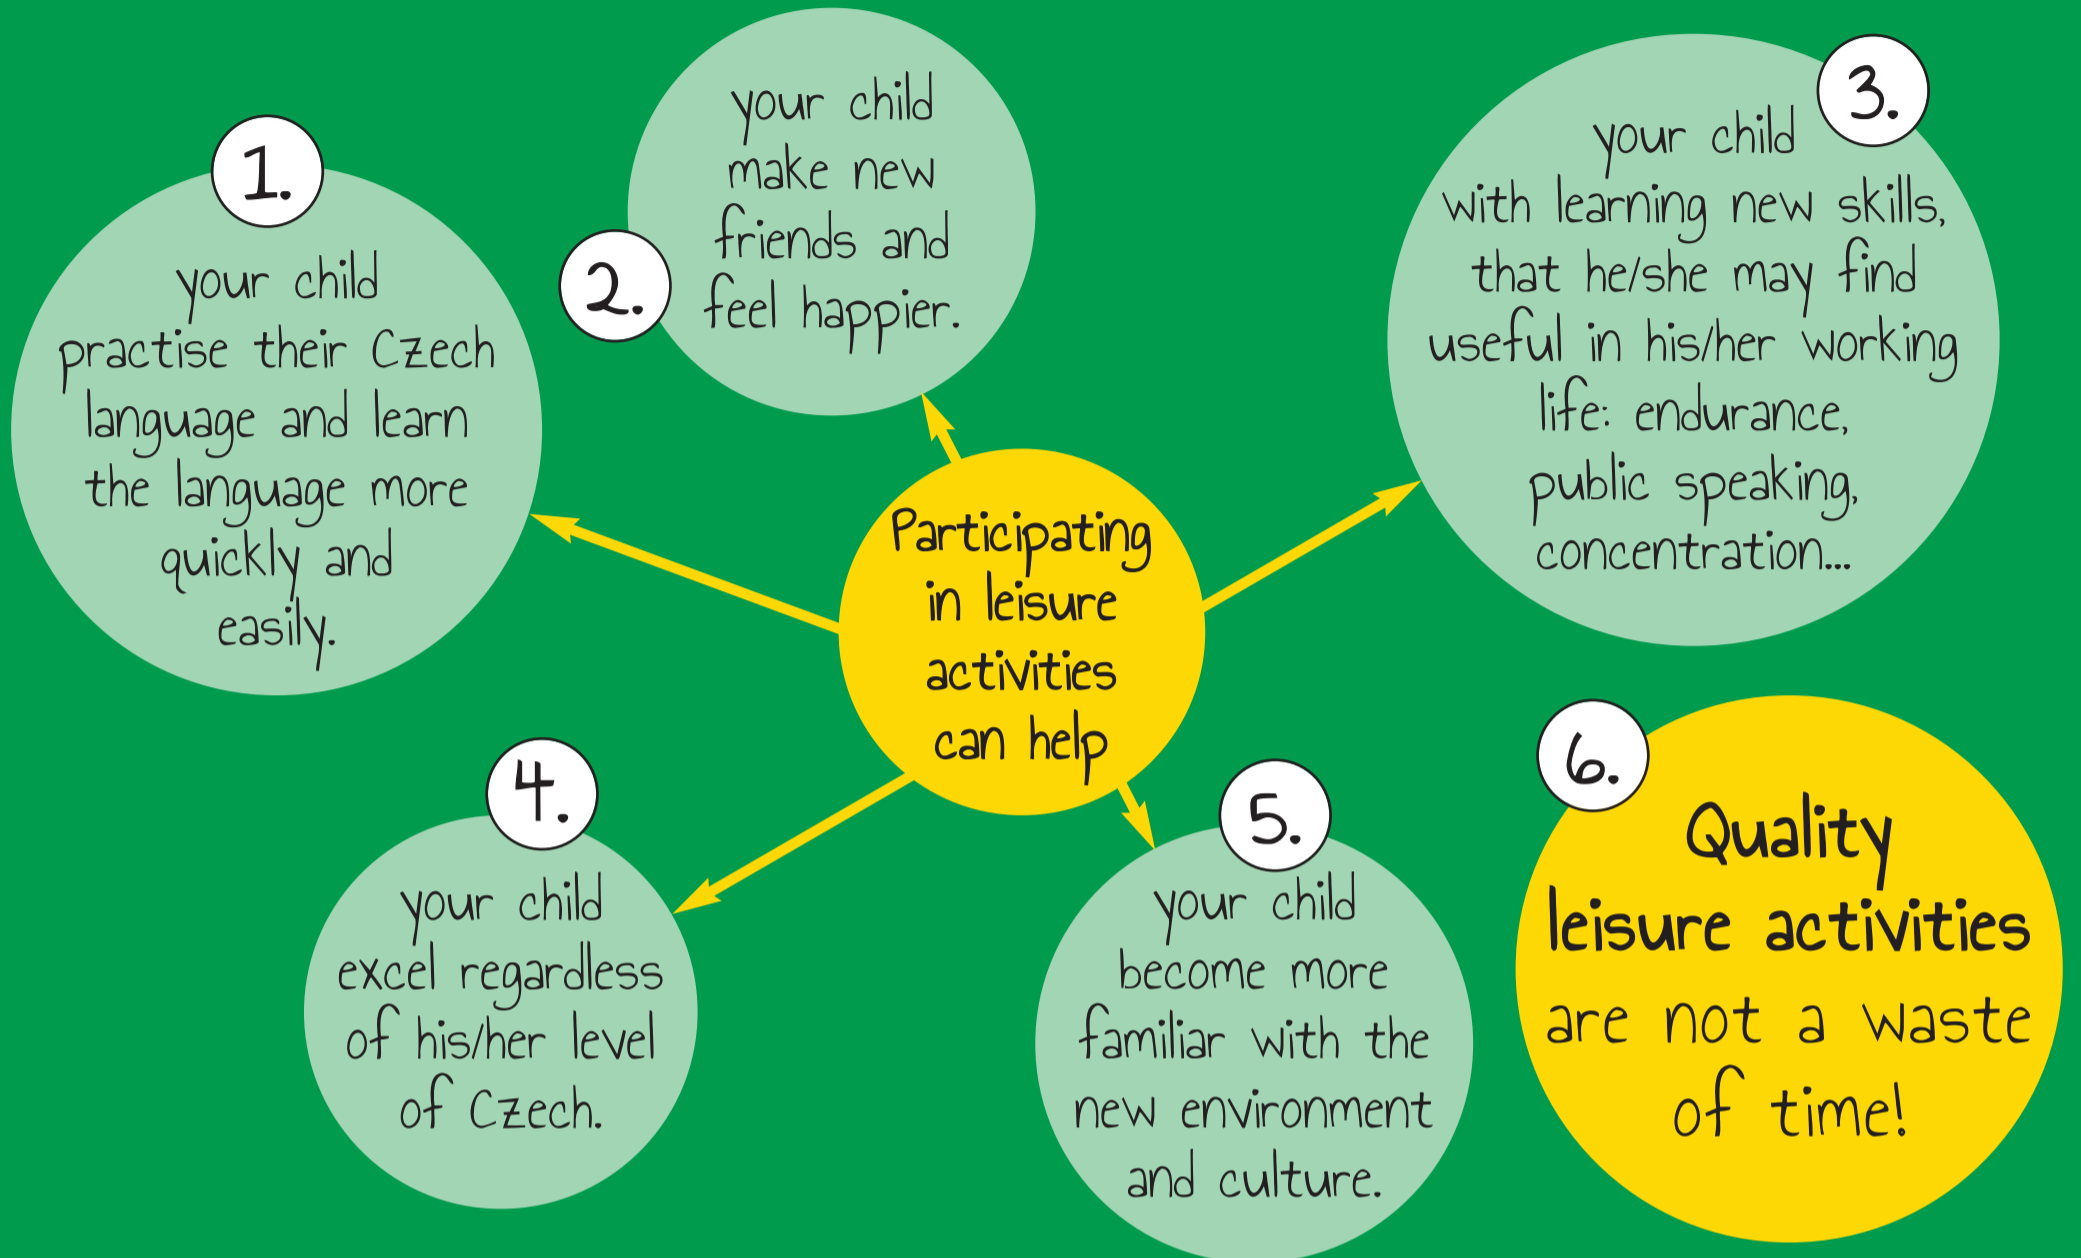 Participating
in leisure
activities
can help
1.
your child
practise their Czech
language and learn
the language more
quickly and
easily.
2.
your child
make new
friends and
feel happier.
3.
your child
with learning new skills,
that he/she may find
useful in his/her working
life: endurance,
public speaking,
concentration...
4.
your child
excel regardless
of his/her level
of Czech.
5.
your child
become more
familiar with the
new environment
and culture.
6.
Quality
leisure activities
are not a waste
of time!